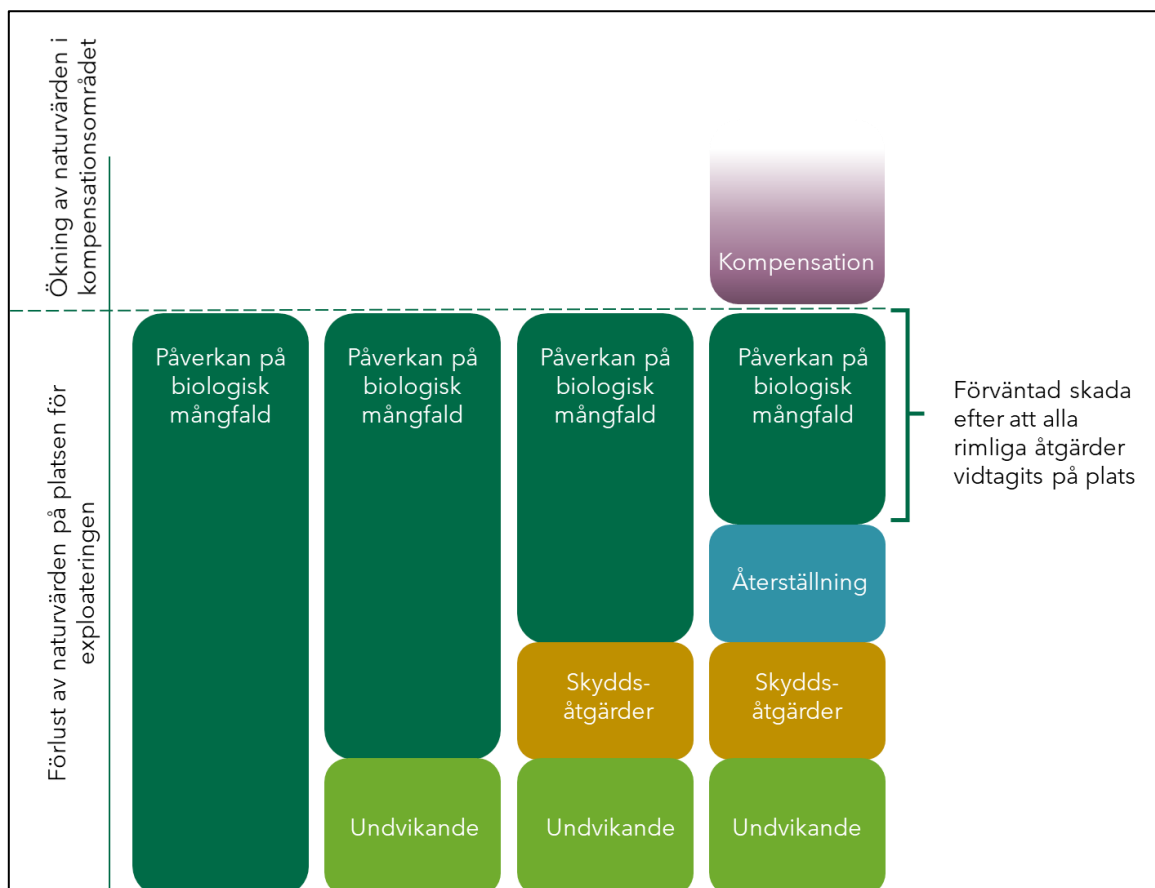 Ökning av naturvärden i
kompensationsområdet
Kompensation
Förlust av naturvärden på platsen för
exploateringen
Påverkan på
biologisk
mångfald
Påverkan på
biologisk
mångfald
Påverkan på
biologisk
mångfald
Påverkan på
biologisk
mångfald
Förväntad skada
efter att alla
rimliga åtgärder
vidtagits på plats
Återställning
Skydds-
åtgärder
Skydds-
åtgärder
Undvikande
Undvikande
Undvikande